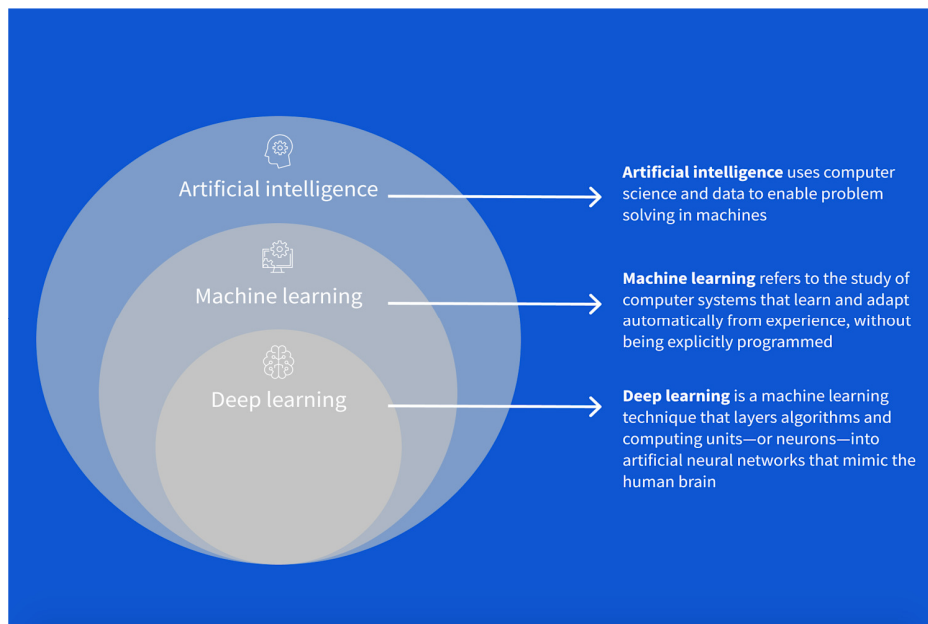 Artificial intelligence
Machine learning
Deep learning
Artificial intelligence uses computer
science and data to enable problem
solving in machines
Machine learning refers to the study of
computer systems that learn and adapt
automatically from experience, without
being explicitly programmed
Deep learning is a machine learning
technique that layers algorithms and
computing units—or neurons—into
artificial neural networks that mimic the
human brain